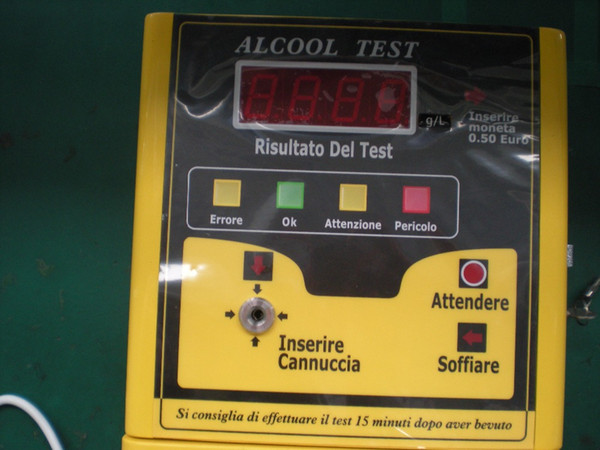 ALCOOL TEST
g/L
Inserire
moneta
0.50 Euro
Risultato Del Test
Errore
Ok
Attenzione
Pericolo
Attendere
Inserire
Cannuccia
Soffiare
Si consiglia di effettuare il test 15 minuti dopo aver bevuto